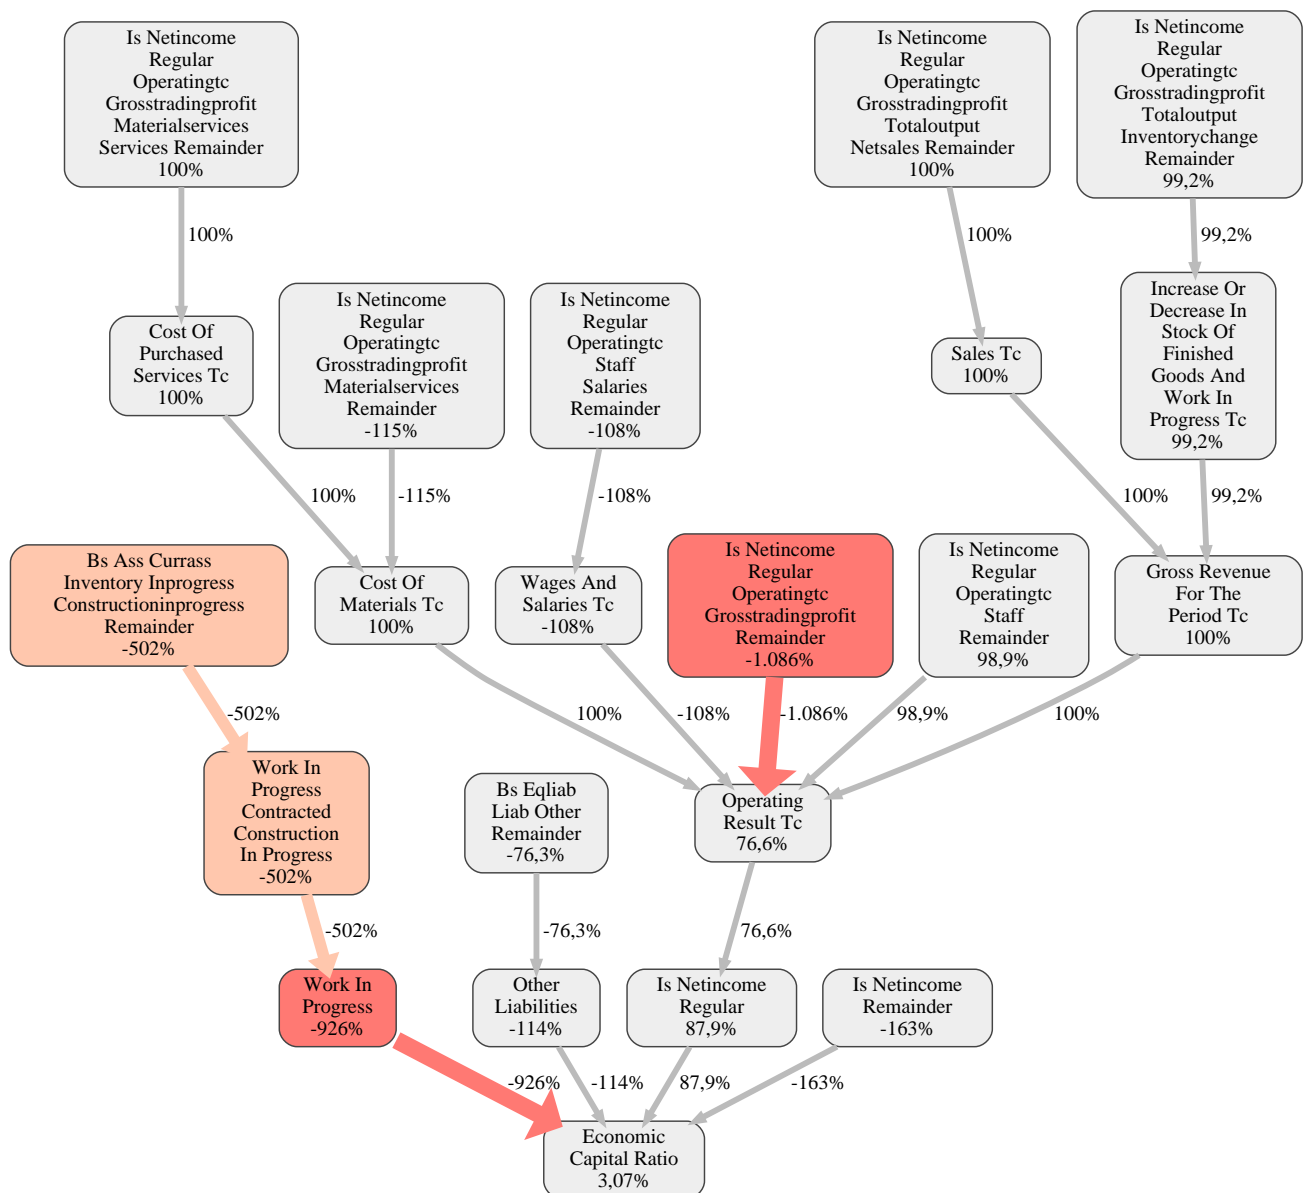 Is Netincome
Regular
Operatingtc
Grosstradingprofit
Materialservices
Services Remainder
100%
Is Netincome
Regular
Operatingtc
Grosstradingprofit
Totaloutput
Netsales Remainder
100%
Is Netincome
Regular
Operatingtc
Grosstradingprofit
Totaloutput
Inventorychange
Remainder
99,2%
100%
100%
99,2%
Cost Of
Purchased
Services Tc
100%
Is Netincome
Regular
Operatingtc
Grosstradingprofit
Materialservices
Remainder
-115%
Is Netincome
Regular
Operatingtc
Staff
Salaries
Remainder
-108%
Sales Tc
100%
Increase Or
Decrease In
Stock Of
Finished
Goods And
Work In
Progress Tc
99,2%
100%
-115%
-108%
100%
99,2%
Bs Ass Currass
Inventory Inprogress
Constructioninprogress
Remainder
-502%
Cost Of
Materials Tc
100%
Wages And
Salaries Tc
-108%
Is Netincome
Regular
Operatingtc
Grosstradingprofit
Remainder
-1.086%
Is Netincome
Regular
Operatingtc
Staff
Remainder
98,9%
Gross Revenue
For The
Period Tc
100%
-502%
100%
-108%
-1.086%
98,9%
100%
Work In
Progress
Contracted
Construction
In Progress
-502%
Bs Eqliab
Liab Other
Remainder
-76,3%
Operating
Result Tc
76,6%
-502%
-76,3%
76,6%
Work In
Progress
-926%
Other
Liabilities
-114%
Is Netincome
Regular
87,9%
Is Netincome
Remainder
-163%
-926%
-114%
87,9%
-163%
Economic
Capital Ratio
3,07%